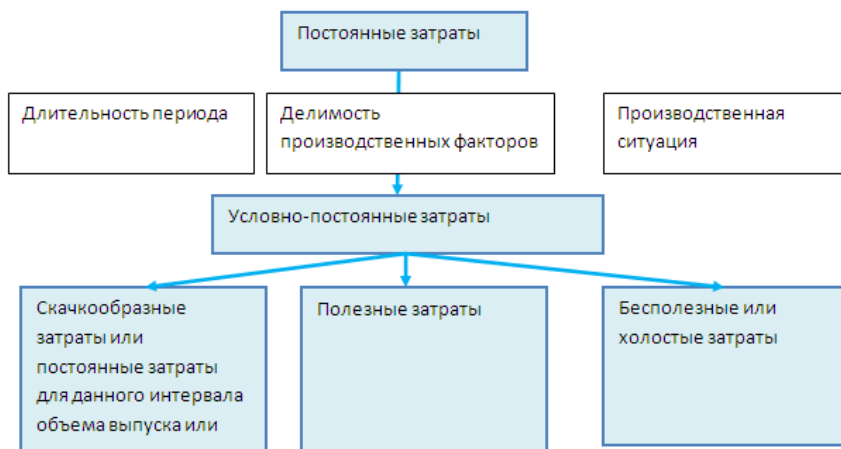 Постоянные затраты
Длительность периода
Делимость
производственных факторов
Производственная
ситуация
Условно-постоянные затраты
Скачкообразные
затраты или
постоянные затраты
для данного интервала
объема выпуска или
Полезные затраты
Бесполезные или
холостые затраты